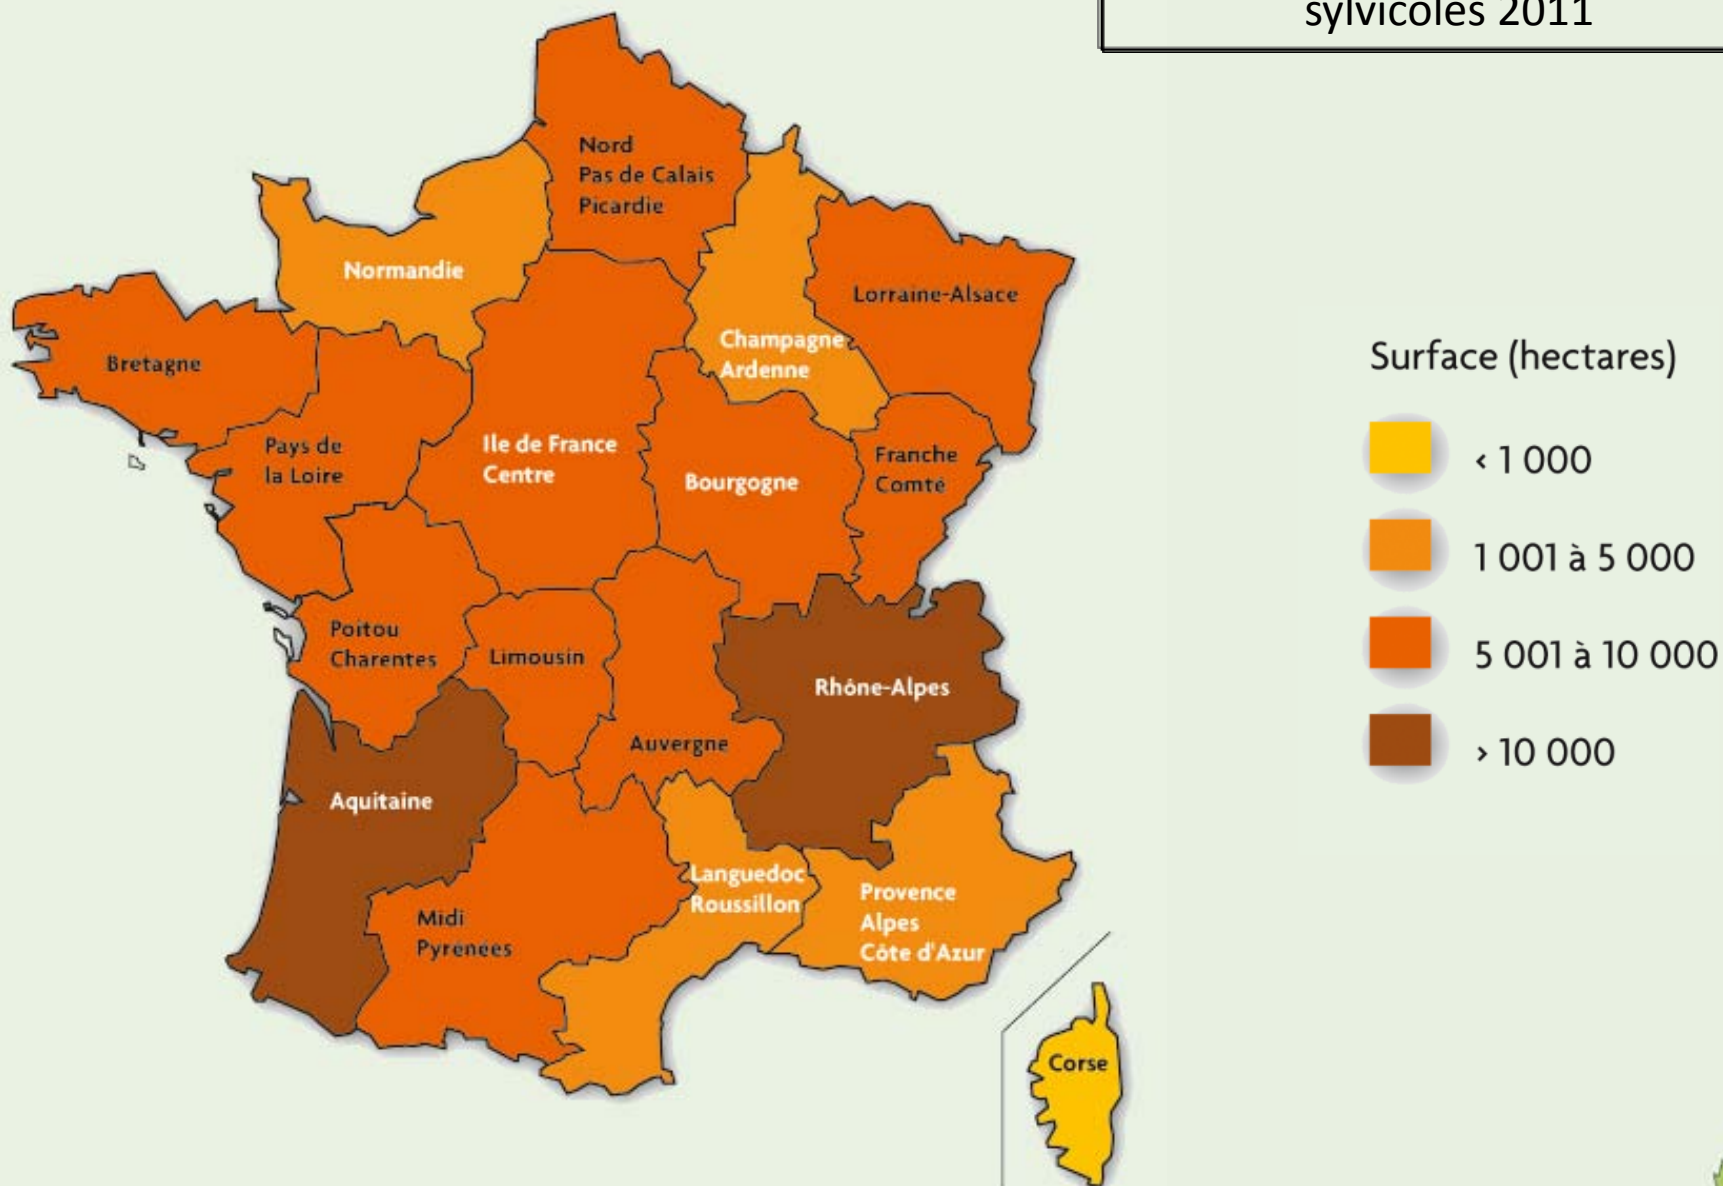 sylvicoles 2011
Nord
Pas de Calais
Picardie
Normandie
Lorraine-Alsace
Champagne
Ardenne
Bretagne
Pays de
la Loire
Ile de France
Centre
Bourgogne
Franche
Comté
Poitou
Charentes
Limousin
Rhône-Alpes
Auvergne
Aquitaine
Languedoc
Roussillon
Provence
Alpes
Côte d'Azur
Midi
Pyrénées
Corse
Surface (hectares)
‹ 1 000
1 001 à 5 000
5 001 à 10 000
› 10 000